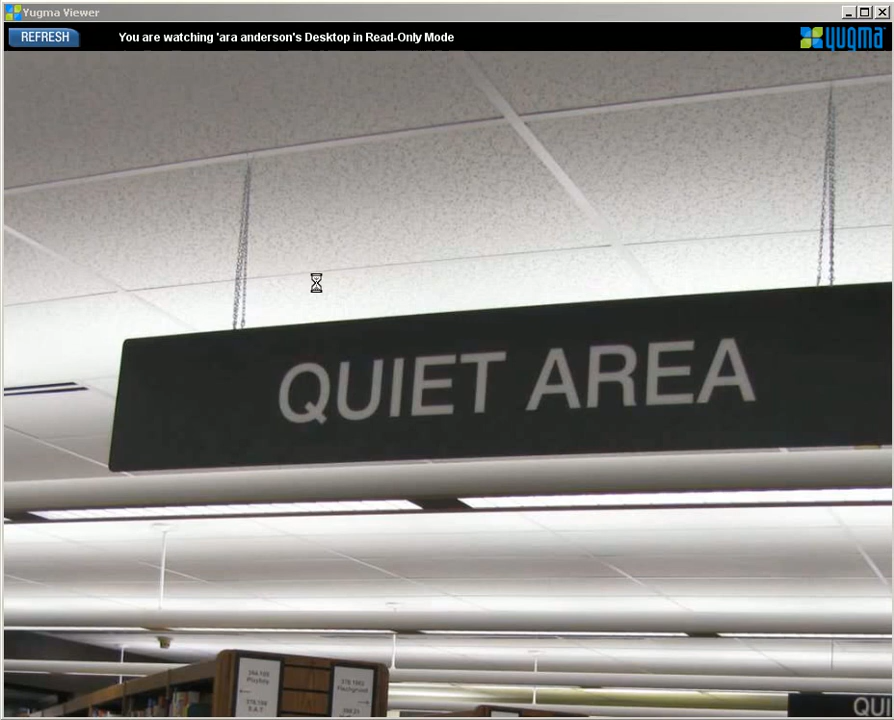 Yugma Viewer
REFRESH
You are watching 'ara anderson's Desktop in Read-Only Mode
yugma
QUIET AREA
QUI